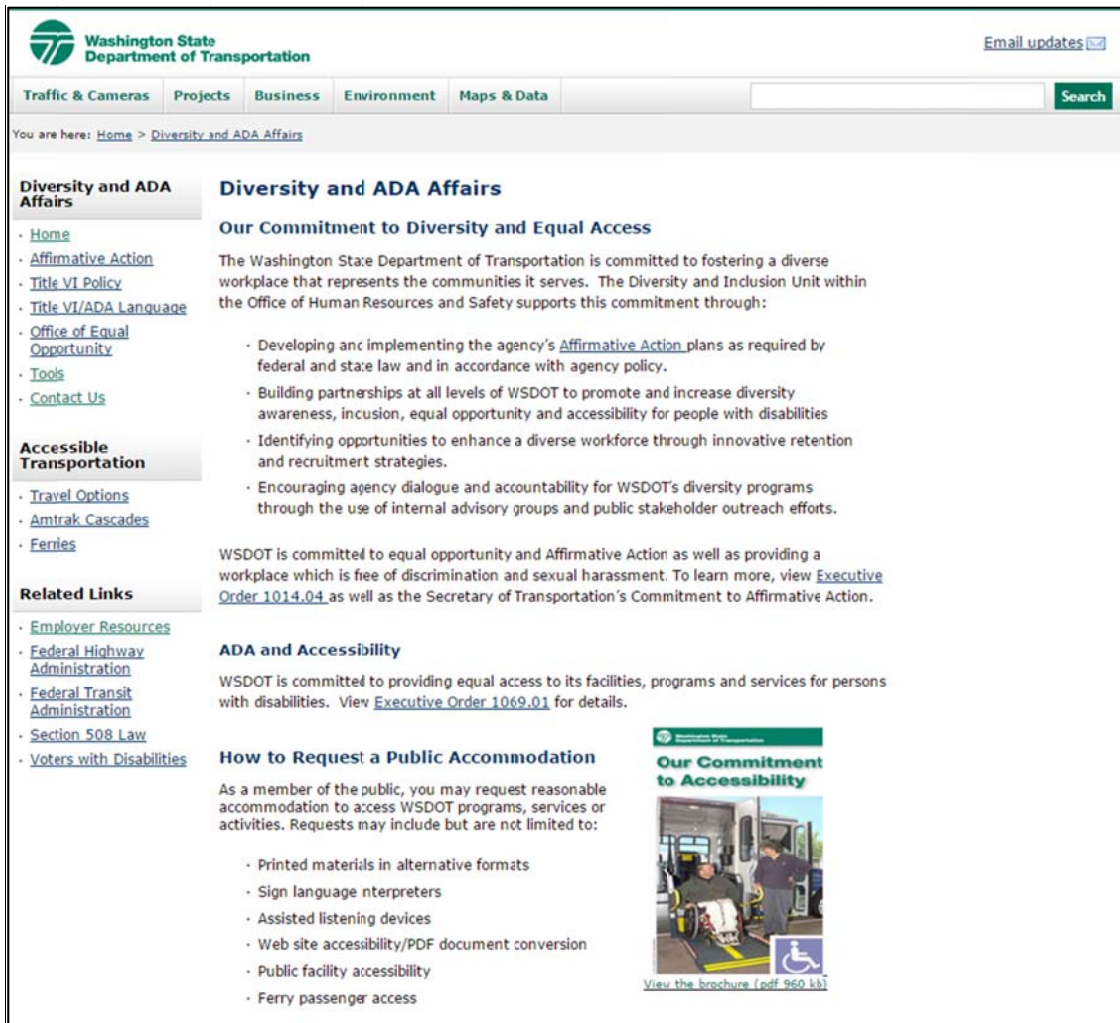 Washington State
Department of Transportation
Email updates
Traffic & Cameras Projects Business Environment Maps & Data Search
You are here: Home > Diversity and ADA Affairs
Diversity and ADA
Affairs
· Home
· Affirmative Action
· Title VI Policy
· Title VI/ADA Language
· Office of Equal
Opportunity
· Tools
· Contact Us
Accessible
Transportation
· Travel Options
· Amtrak Cascades
· Ferries
Related Links
· Employer Resources
· Federal Highway
Administration
· Federal Transit
Administration
· Section 508 Law
· Voters with Disabilities
Diversity and ADA Affairs
Our Commitment to Diversity and Equal Access
The Washington State Department of Transportation is committed to fostering a diverse
workplace that represents the communities it serves. The Diversity and Inclusion Unit within
the Office of Human Resources and Safety supports this commitment through:
· Developing and implementing the agency's Affirmative Action plans as required by
federal and state law and in accordance with agency policy.
· Building partnerships at all levels of WSDOT to promote and increase diversity
awareness, incusion, equal opportunity and accessibility for people with disabilities
· Identifying opportunities to enhance a diverse workforce through innovative retention
and recruitmert strategies.
· Encouraging agency dialogue and accountability for WSDOT's diversity programs
through the use of internal advisory groups and public stakeholder outreach efforts.
WSDOT is committed to equal opportunity and Affirmative Action as well as providing a
workplace which is free of discrimination and sexual harassment. To learn more, view Executive
Order 1014.04 as well as the Secretary of Transportation's Commitment to Affirmative Action.
ADA and Accessibility
WSDOT is committed to providing equal access to its facilities, programs and services for persons
with disabilities. View Executive Order 1069.01 for details.
How to Request a Public Accommodation
As a member of the public, you may request reasonable
accommodation to access WSDOT programs, services or
activities. Requests may include but are not limited to:
· Printed materials in alternative formats
· Sign language nterpreters
· Assisted listening devices
· Web site accessibility/PDF document conversion
· Public facility accessibility
· Ferry passenger access
Washington State
Department of Transportation
Our Commitment
to Accessibility
View the brochure (pdf 960 kb)